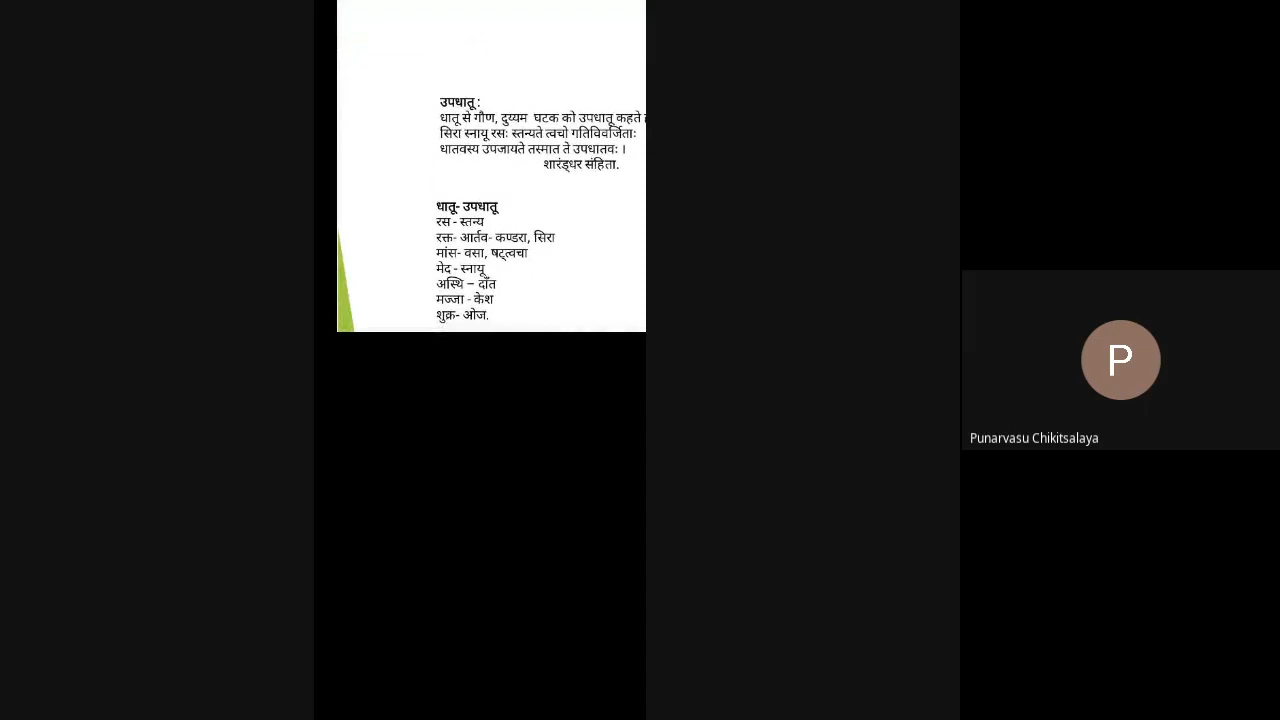 उपधातू :
धातू से गौण, दुय्यम घटक को उपधातू कहते
सिरा स्नायू रसः स्तन्यते त्वचो गतिविवर्जिताः
धातवस्य उपजायते तस्मात ते उपधातवः ।
शारंड्धर संहिता.
धातू- उपधातू
रस - स्तन्य
रक्त- आर्तव- कण्डरा, सिरा
मांस- वसा, षट्त्वचा
मेद - स्नायू
अस्थि – दाँत
मज्जा - केश
शुक्र- ओज.
P
Punarvasu Chikitsalaya